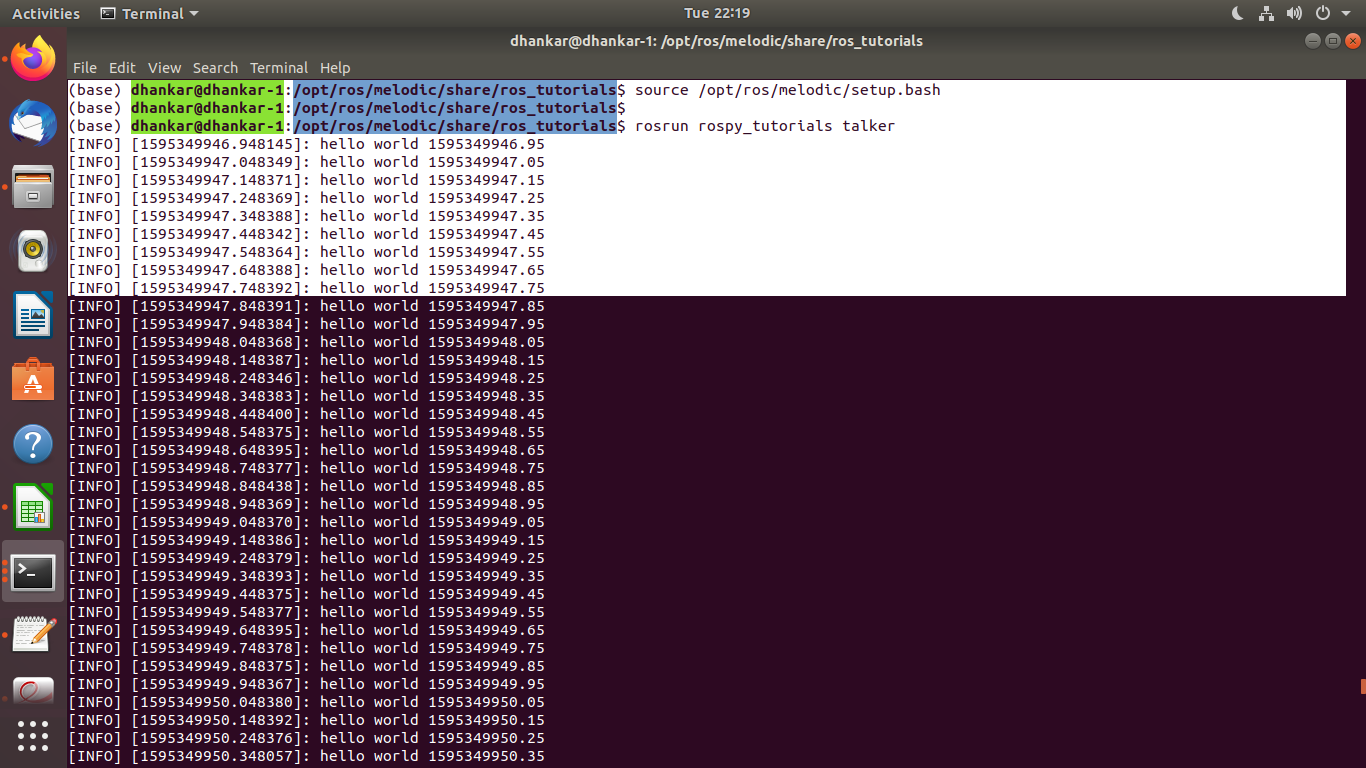 Activities Terminal Tue 22:19
dhankar@dhankar-1: /opt/ros/melodic/share/ros_tutorials
File Edit View Search Terminal Help
(base) dhankar@dhankar-1:/opt/ros/melodic/share/ros_tutorials$ source /opt/ros/melodic/setup.bash
(base) dhankar@dhankar-1:/opt/ros/melodic/share/ros_tutorials$
(base) dhankar@dhankar-1:/opt/ros/melodic/share/ros_tutorials$ rosrun rospy_tutorials talker
[INFO] [1595349946.948145]: hello world 1595349946.95
[INFO] [1595349947.048349]: hello world 1595349947.05
[INFO] [1595349947.148371]: hello world 1595349947.15
[INFO] [1595349947.248369]: hello world 1595349947.25
[INFO] [1595349947.348388]: hello world 1595349947.35
[INFO] [1595349947.448342]: hello world 1595349947.45
[INFO] [1595349947.548364]: hello world 1595349947.55
[INFO] [1595349947.648388]: hello world 1595349947.65
[INFO] [1595349947.748392]: hello world 1595349947.75
[INFO] [1595349947.848391]: hello world 1595349947.85
[INFO] [1595349947.948384]: hello world 1595349947.95
[INFO] [1595349948.048368]: hello world 1595349948.05
[INFO] [1595349948.148387]: hello world 1595349948.15
[INFO] [1595349948.248346]: hello world 1595349948.25
[INFO] [1595349948.348383]: hello world 1595349948.35
[INFO] [1595349948.448400]: hello world 1595349948.45
[INFO] [1595349948.548375]: hello world 1595349948.55
[INFO] [1595349948.648395]: hello world 1595349948.65
[INFO] [1595349948.748377]: hello world 1595349948.75
[INFO] [1595349948.848438]: hello world 1595349948.85
[INFO] [1595349948.948369]: hello world 1595349948.95
[INFO] [1595349949.048370]: hello world 1595349949.05
[INFO] [1595349949.148386]: hello world 1595349949.15
[INFO] [1595349949.248379]: hello world 1595349949.25
[INFO] [1595349949.348393]: hello world 1595349949.35
[INFO] [1595349949.448375]: hello world 1595349949.45
[INFO] [1595349949.548377]: hello world 1595349949.55
[INFO] [1595349949.648395]: hello world 1595349949.65
[INFO] [1595349949.748378]: hello world 1595349949.75
[INFO] [1595349949.848375]: hello world 1595349949.85
[INFO] [1595349949.948367]: hello world 1595349949.95
[INFO] [1595349950.048380]: hello world 1595349950.05
[INFO] [1595349950.148392]: hello world 1595349950.15
[INFO] [1595349950.248376]: hello world 1595349950.25
[INFO] [1595349950.348057]: hello world 1595349950.35